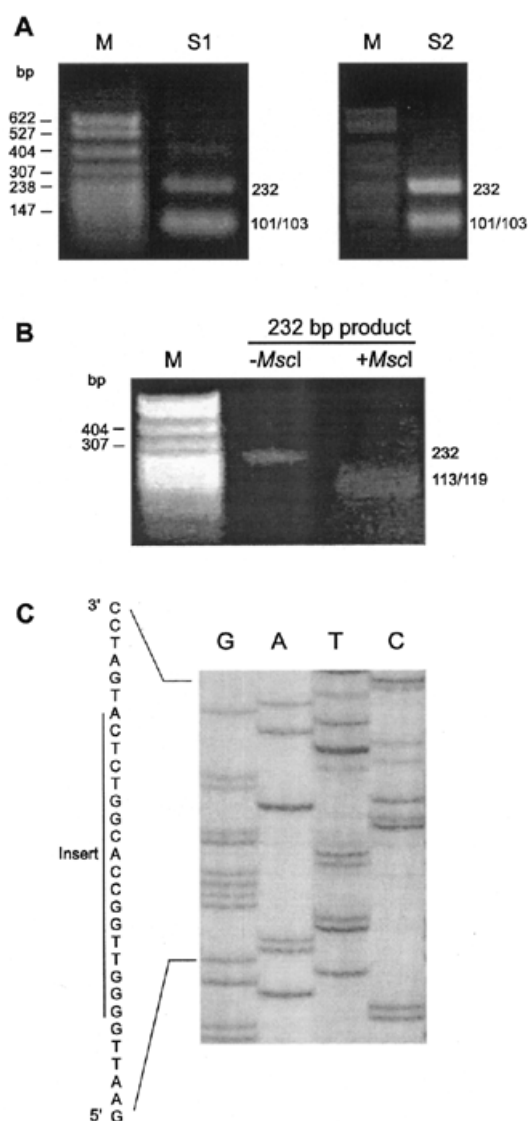 A
M S1
bp
622
527
404
307
238
147
232
101/103
M S2
232
101/103
B
232 bp product
M -MscI +MscI
bp
404
307
232
113/119
C
3' CCTAGTACTCTGGCACCGGTTGGGGTTAAG 5'
Insert
G A T C